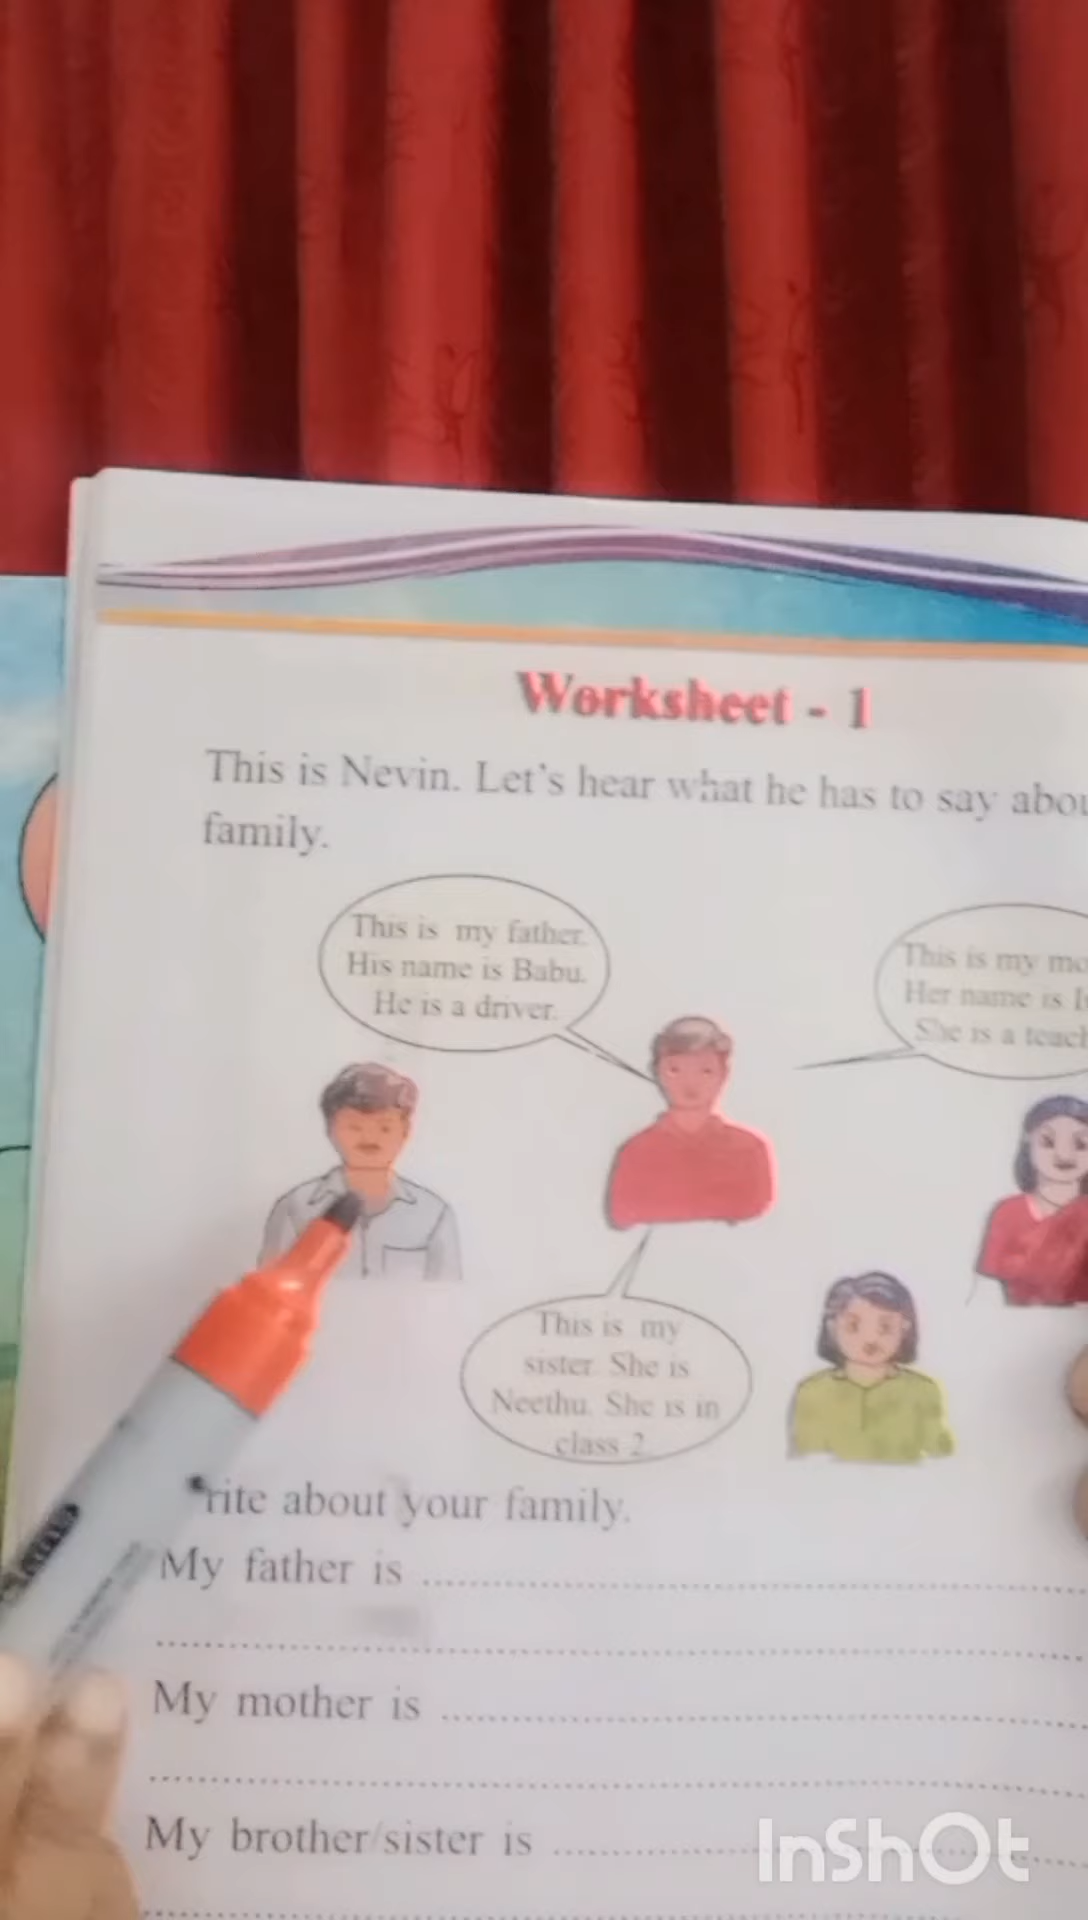 Worksheet - 1
This is Nevin. Let's hear what he has to say abou
family.
This is my father.
His name is Babu.
He is a driver.
This is my mo
Her name is
She is a teach
This is my
sister. She is
Neethu. She is in
class 2.
rite about your family.
My father is
My mother is
My brother/sister is
InShOt